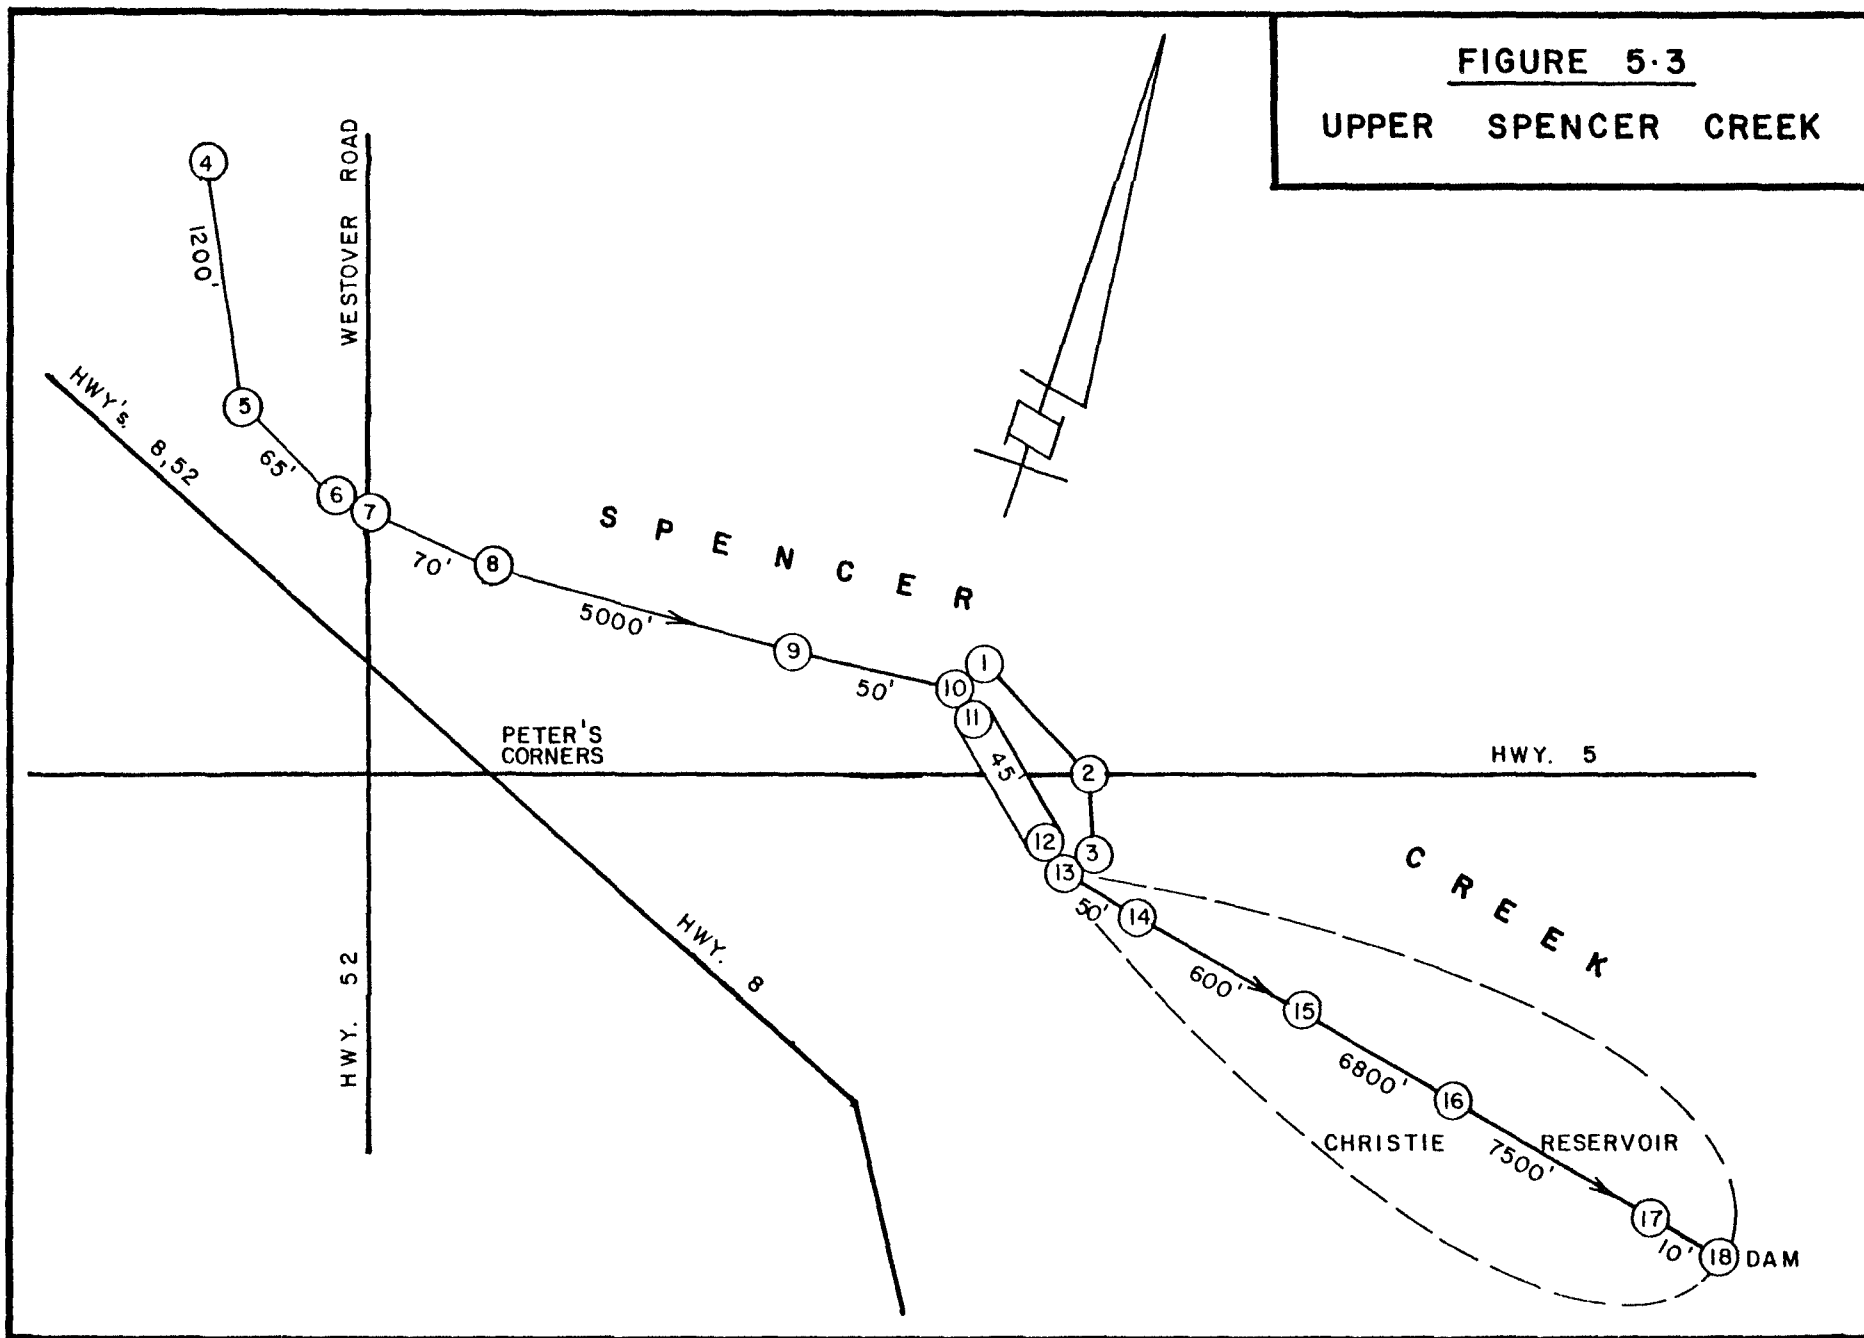 FIGURE 5·3
UPPER SPENCER CREEK
4
1200'
WESTOVER ROAD
5
HWY's. 8,52
65'
6
7
70'
8
SPENCER
5000'
9
50'
1
10
11
45'
PETER'S
CORNERS
2
HWY. 5
12
3
13
50'
14
CREEK
HWY. 52
HWY. 8
600'
15
6800'
16
CHRISTIE RESERVOIR
7500'
17
10'
18
DAM